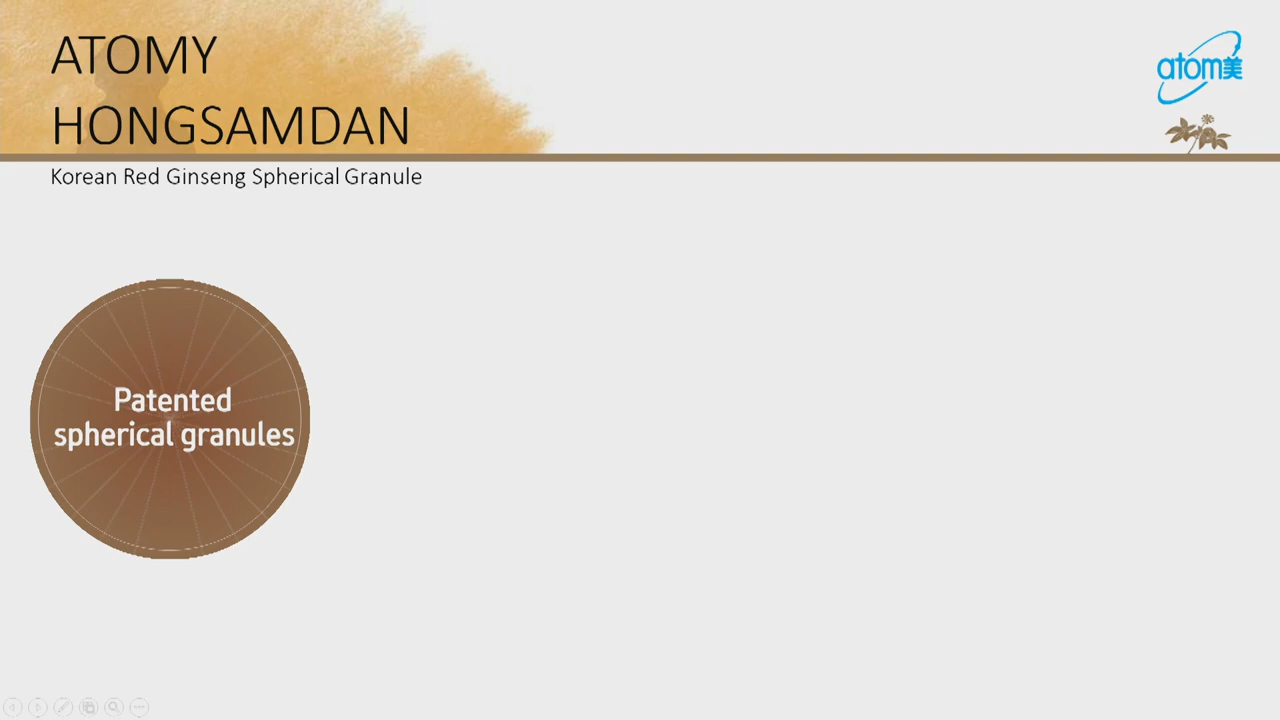 ATOMY
HONGSAMDAN
atom美
Korean Red Ginseng Spherical Granule
Patented
spherical granules